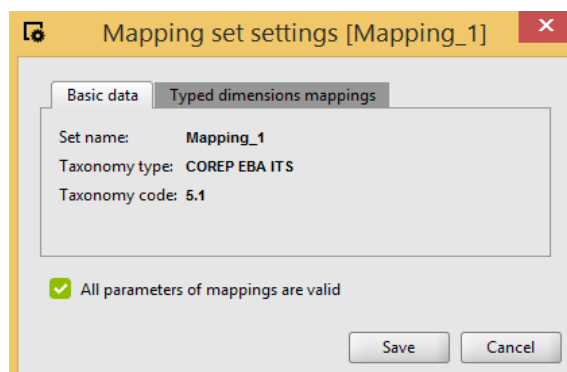 Mapping set settings [Mapping_1]
Basic data
Typed dimensions mappings
Set name: Mapping_1
Taxonomy type: COREP EBA ITS
Taxonomy code: 5.1
All parameters of mappings are valid
Save
Cancel